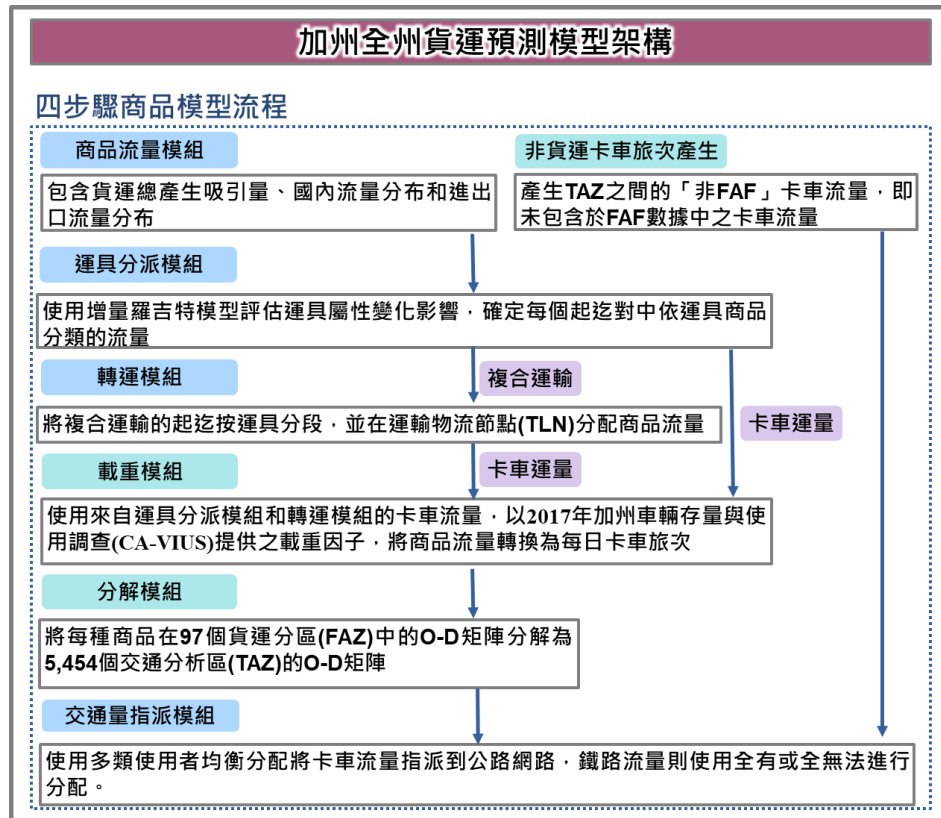 加州全州貨運預測模型架構
四步驟商品模型流程
商品流量模組
包含貨運總產生吸引量、國內流量分布和進出
口流量分布
非貨運卡車旅次產生
產生TAZ之間的「非FAF」卡車流量，即
未包含於FAF數據中之卡車流量
運具分派模組
使用增量羅吉特模型評估運具屬性變化影響，確定每個起迄對中依運具商品
分類的流量
轉運模組
複合運輸
將複合運輸的起迄按運具分段，並在運輸物流節點(TLN)分配商品流量
卡車運量
載重模組
卡車運量
使用來自運具分派模組和轉運模組的卡車流量，以2017年加州車輛存量與使
用調查(CA-VIUS)提供之載重因子，將商品流量轉換為每日卡車旅次
分解模組
將每種商品在97個貨運分區(FAZ)中的O-D矩陣分解為
5,454個交通分析區(TAZ)的O-D矩陣
交通量指派模組
使用多類使用者均衡分配將卡車流量指派到公路網路，鐵路流量則使用全有或全無法進行
分配。